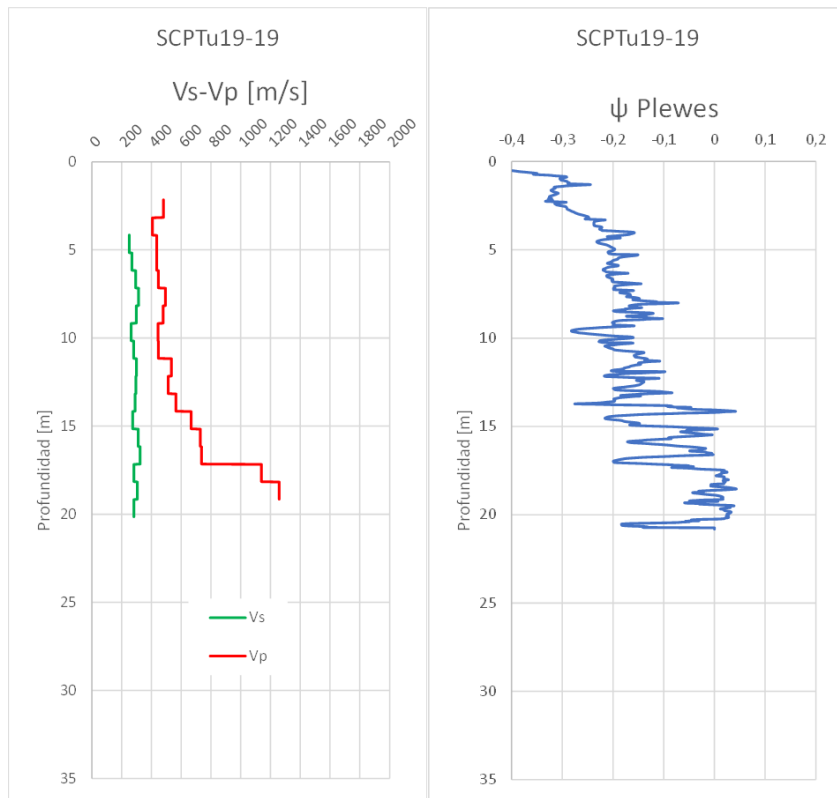 SCPTu19-19
Vs-Vp [m/s]
0 200 400 600 800 1000 1200 1400 1600 1800 2000
0
5
10
15
20
25
30
35
Profundidad [m]
Vs
Vp
SCPTu19-19
ψ Plewes
-0,4 -0,3 -0,2 -0,1 0 0,1 0,2
0
5
10
15
20
25
30
35
Profundidad [m]